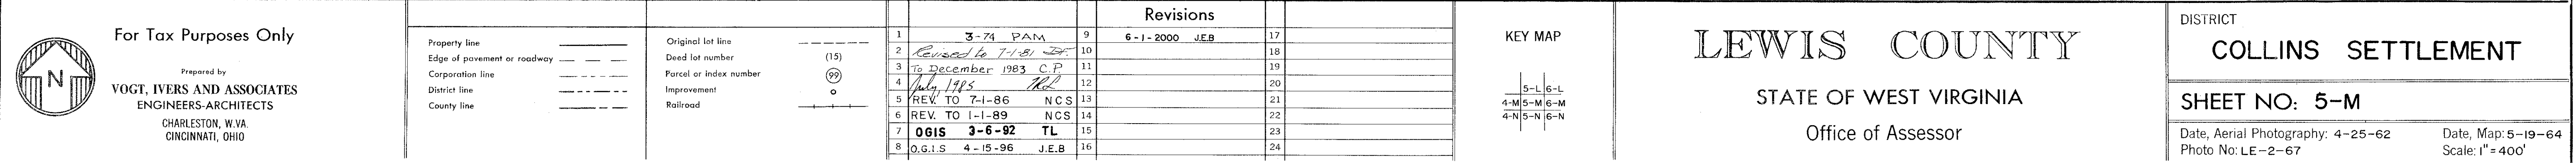 For Tax Purposes Only
N
Prepared by
VOGT, IVERS AND ASSOCIATES
ENGINEERS-ARCHITECTS
CHARLESTON, W.VA.
CINCINNATI, OHIO
Property line
Edge of pavement or roadway
Corporation line
District line
County line
Original lot line
Deed lot number (15)
Parcel or index number 99
Improvement
Railroad
Revisions
1 3-74 PAM
2 Revised to 7-1-81 DF.
3 To December 1983 C.P.
4 July, 1985
5 REV. TO 7-1-86 NCS
6 REV. TO 1-1-89 NCS
7 OGIS 3-6-92 TL
8 O.G.I.S 4-15-96 J.E.B
9 6-1-2000 J.E.B
10
11
12
13
14
15
16
17
18
19
20
21
22
23
24
KEY MAP
5-L 6-L
4-M 5-M 6-M
4-N 5-N 6-N
LEWIS COUNTY
STATE OF WEST VIRGINIA
Office of Assessor
DISTRICT
COLLINS SETTLEMENT
SHEET NO: 5-M
Date, Aerial Photography: 4-25-62
Photo No: LE-2-67
Date, Map: 5-19-64
Scale: 1"=400'